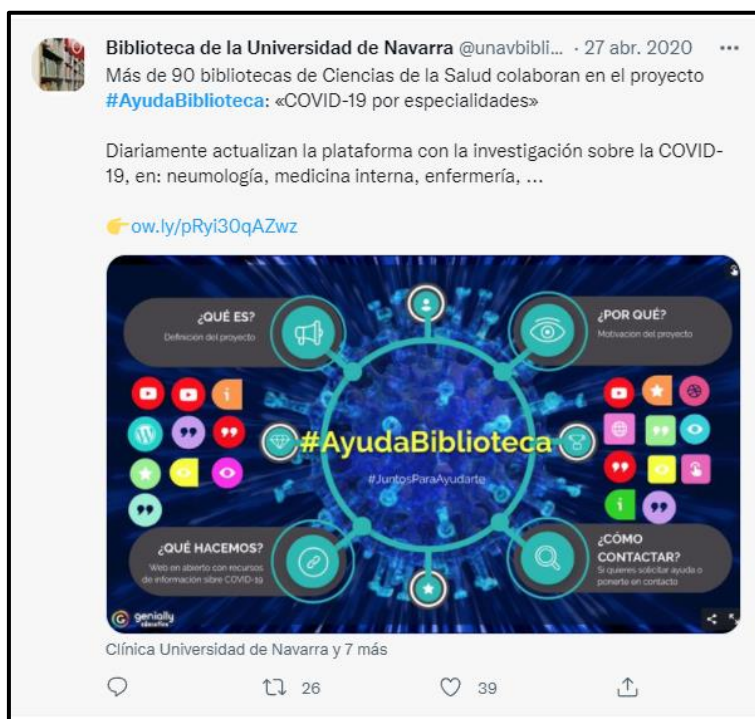 Biblioteca de la Universidad de Navarra @unavbibli... · 27 abr. 2020
Más de 90 bibliotecas de Ciencias de la Salud colaboran en el proyecto
#AyudaBiblioteca: «COVID-19 por especialidades»
Diariamente actualizan la plataforma con la investigación sobre la COVID-
19, en: neumología, medicina interna, enfermería, ...
ow.ly/pRyi30qAZwz
¿QUÉ ES?
Definición del proyecto
¿POR QUÉ?
Motivación del proyecto
#AyudaBiblioteca
#JuntosParaAyudarte
¿QUÉ HACEMOS?
Web en abierto con recursos
de información sibre COVID-19
¿CÓMO
CONTACTAR?
Si quieres solicitar ayuda o
ponerte en contacto
genially
Clínica Universidad de Navarra y 7 más
26
39